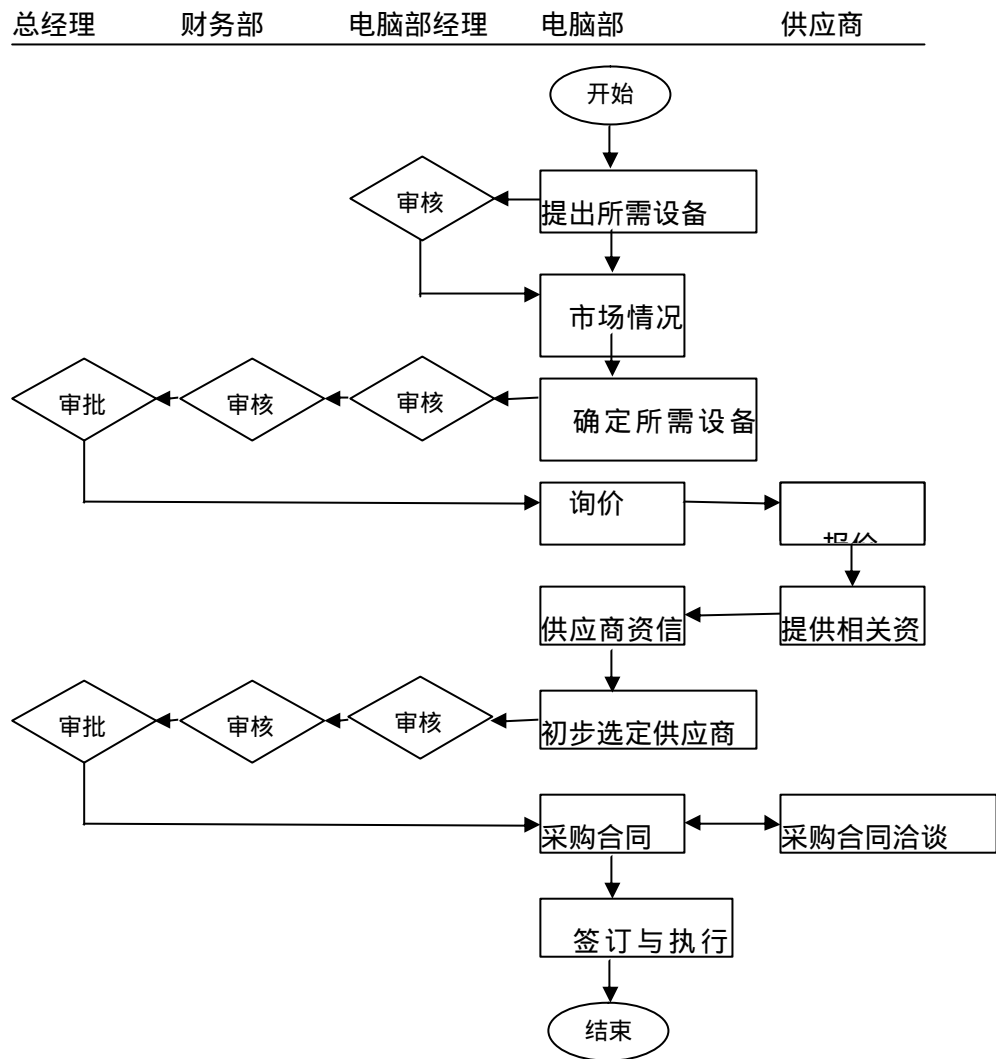 总经理 财务部 电脑部经理 电脑部 供应商
开始
审核 提出所需设备
市场情况
审批 审核 审核 确定所需设备
询价
报价
供应商资信 提供相关资
审批 审核 审核 初步选定供应商
采购合同 采购合同洽谈
签订与执行
结束